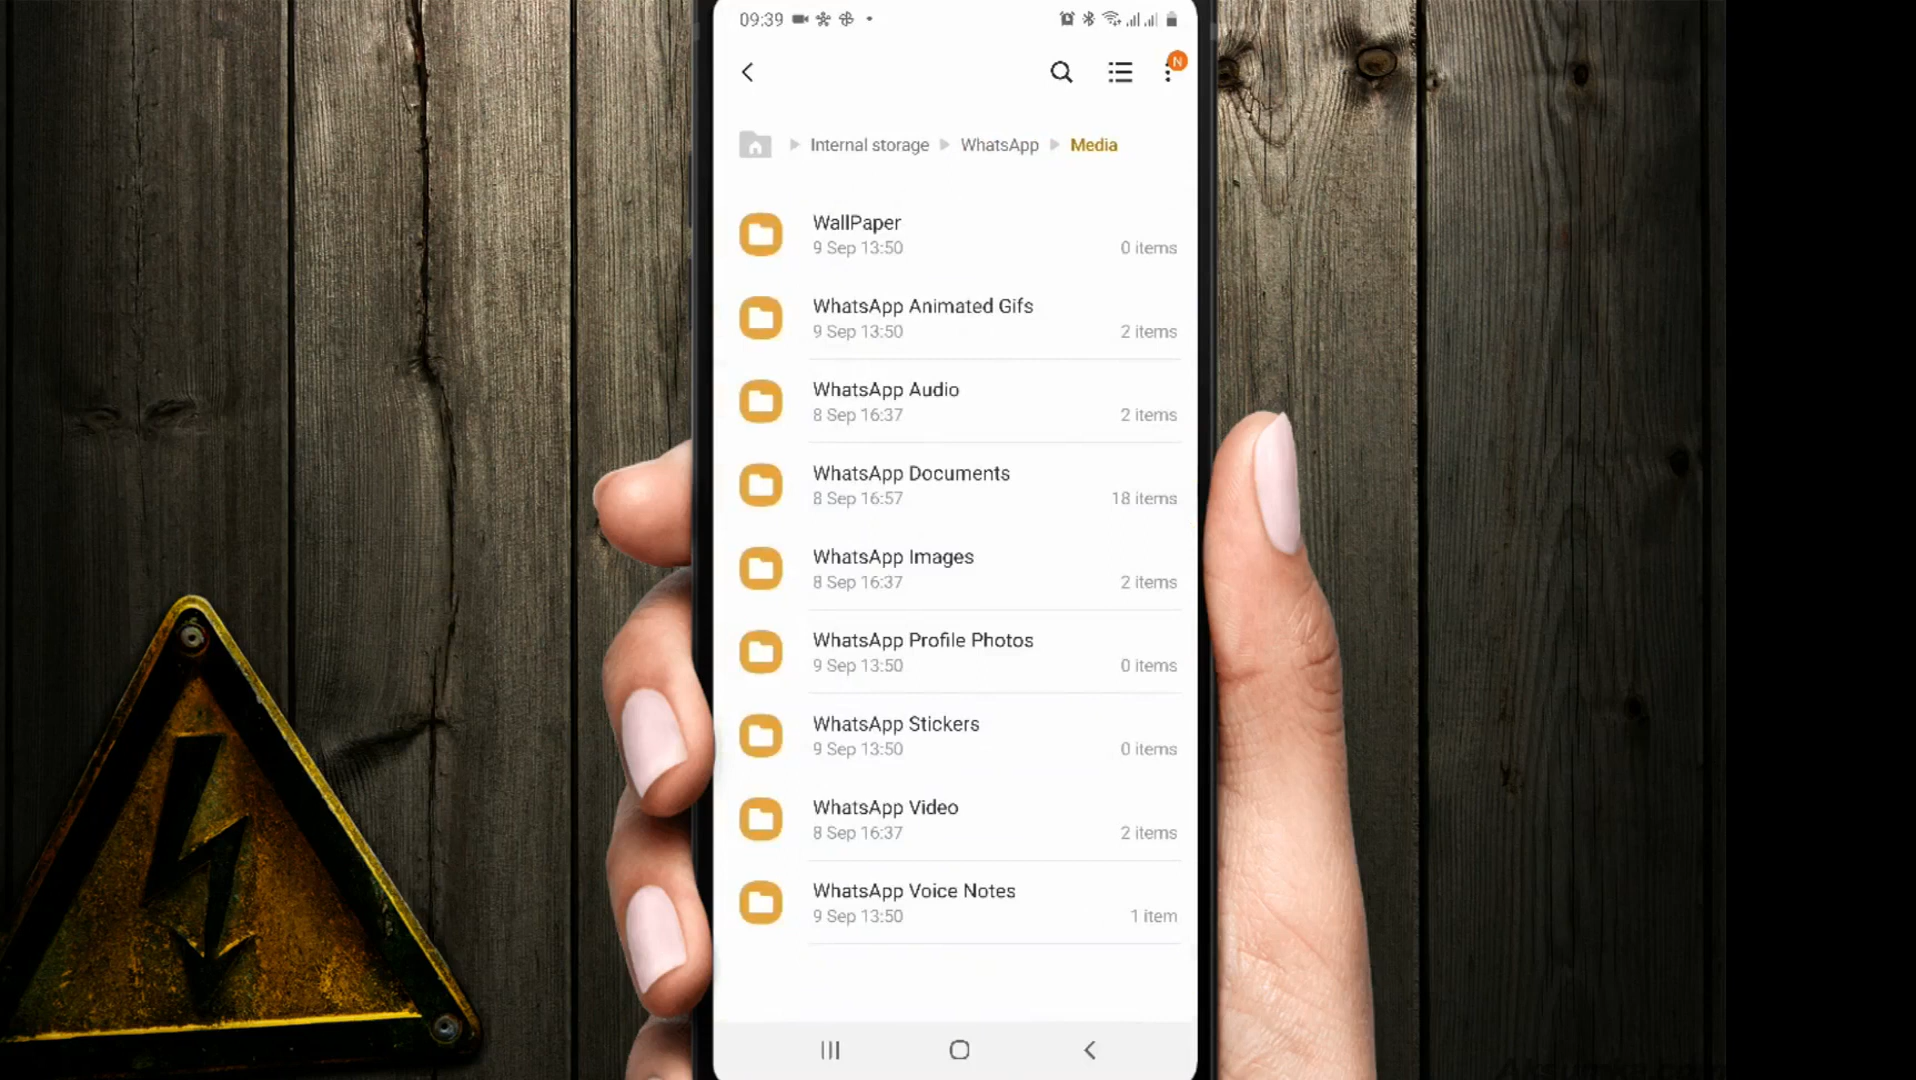 09:39
N
Internal storage WhatsApp Media
WallPaper
9 Sep 13:50 0 items
WhatsApp Animated Gifs
9 Sep 13:50 2 items
WhatsApp Audio
8 Sep 16:37 2 items
WhatsApp Documents
8 Sep 16:57 18 items
WhatsApp Images
8 Sep 16:37 2 items
WhatsApp Profile Photos
9 Sep 13:50 0 items
WhatsApp Stickers
9 Sep 13:50 0 items
WhatsApp Video
8 Sep 16:37 2 items
WhatsApp Voice Notes
9 Sep 13:50 1 item